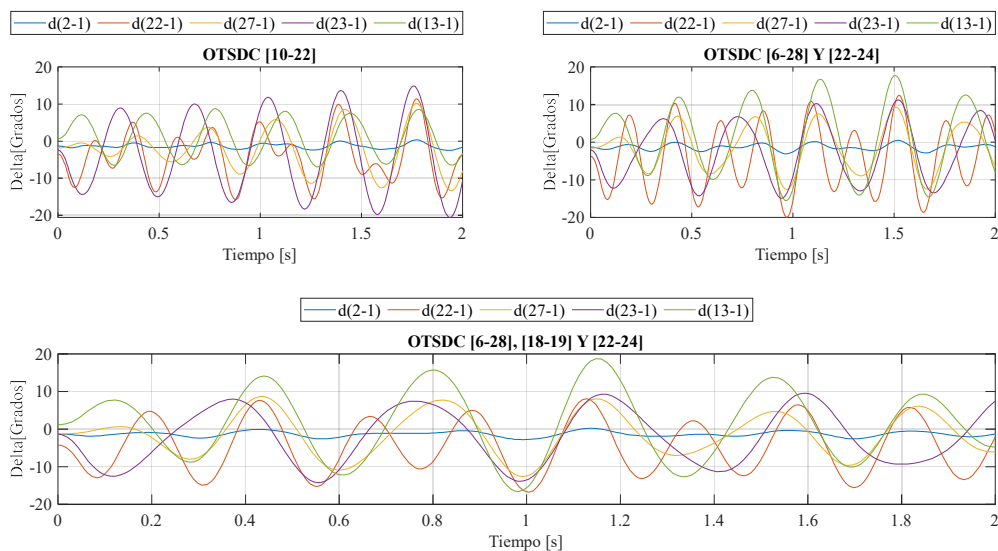 d(2-1) d(22-1) d(27-1) d(23-1) d(13-1)
OTSDC [10-22]
Delta[Grados]
20
10
0
-10
-20
0 0.5 1 1.5 2
Tiempo [s]
d(2-1) d(22-1) d(27-1) d(23-1) d(13-1)
OTSDC [6-28] Y [22-24]
Delta[Grados]
20
10
0
-10
-20
0 0.5 1 1.5 2
Tiempo [s]
d(2-1) d(22-1) d(27-1) d(23-1) d(13-1)
OTSDC [6-28], [18-19] Y [22-24]
Delta[Grados]
20
10
0
-10
-20
0 0.2 0.4 0.6 0.8 1 1.2 1.4 1.6 1.8 2
Tiempo [s]